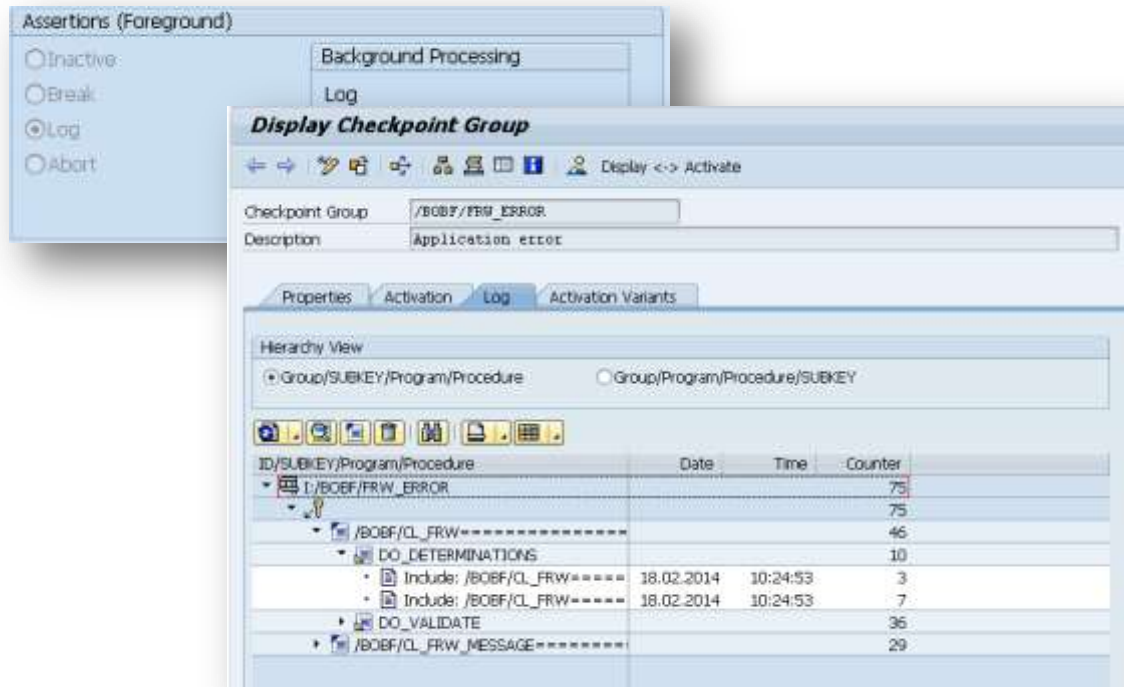 Assertions (Foreground)
Inactive
Break
Log
Abort
Background Processing
Log
Display Checkpoint Group
Display <-> Activate
Checkpoint Group /BOBF/FRW_ERROR
Description Application error
Properties Activation Log Activation Variants
Hierarchy View
Group/SUBKEY/Program/Procedure Group/Program/Procedure/SUBKEY
ID/SUBKEY/Program/Procedure Date Time Counter
I:/BOBF/FRW_ERROR 75
75
/BOBF/CL_FRW=============== 46
DO_DETERMINATIONS 10
Include: /BOBF/CL_FRW===== 18.02.2014 10:24:53 3
Include: /BOBF/CL_FRW===== 18.02.2014 10:24:53 7
DO_VALIDATE 36
/BOBF/CL_FRW_MESSAGE========= 29